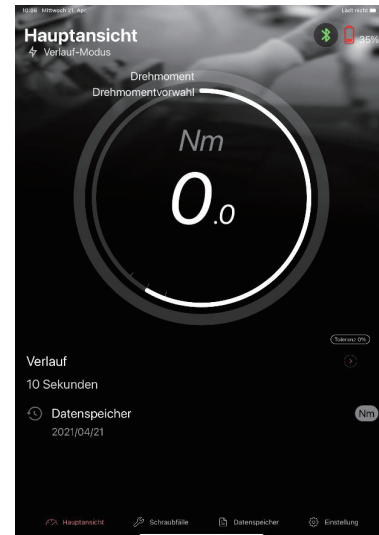 10:06 Mittwoch 21. Apr. Lädt nicht
Hauptansicht
35%
Verlauf-Modus
Drehmoment
Drehmomentvorwahl
Nm
0.0
Toleranz 0%
Verlauf
10 Sekunden
Datenspeicher
Nm
2021/04/21
Hauptansicht Schraubfälle Datenspeicher Einstellung